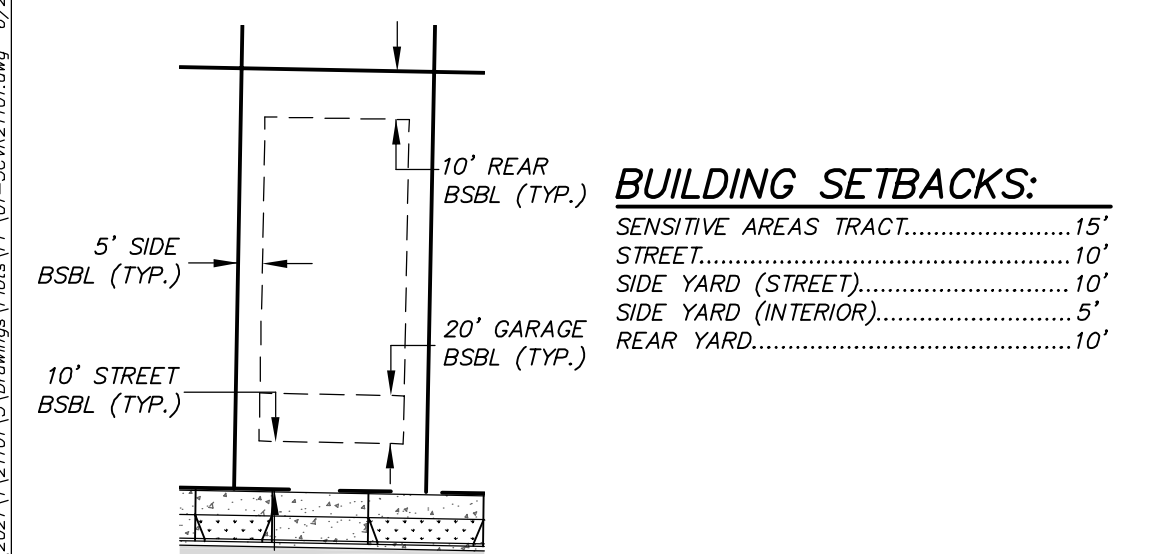 10' REAR
BSBL (TYP.)
5' SIDE
BSBL (TYP.)
20' GARAGE
BSBL (TYP.)
10' STREET
BSBL (TYP.)
BUILDING SETBACKS:
SENSITIVE AREAS TRACT.......................15'
STREET....................................................10'
SIDE YARD (STREET).............................10'
SIDE YARD (INTERIOR)...........................5'
REAR YARD.............................................10'